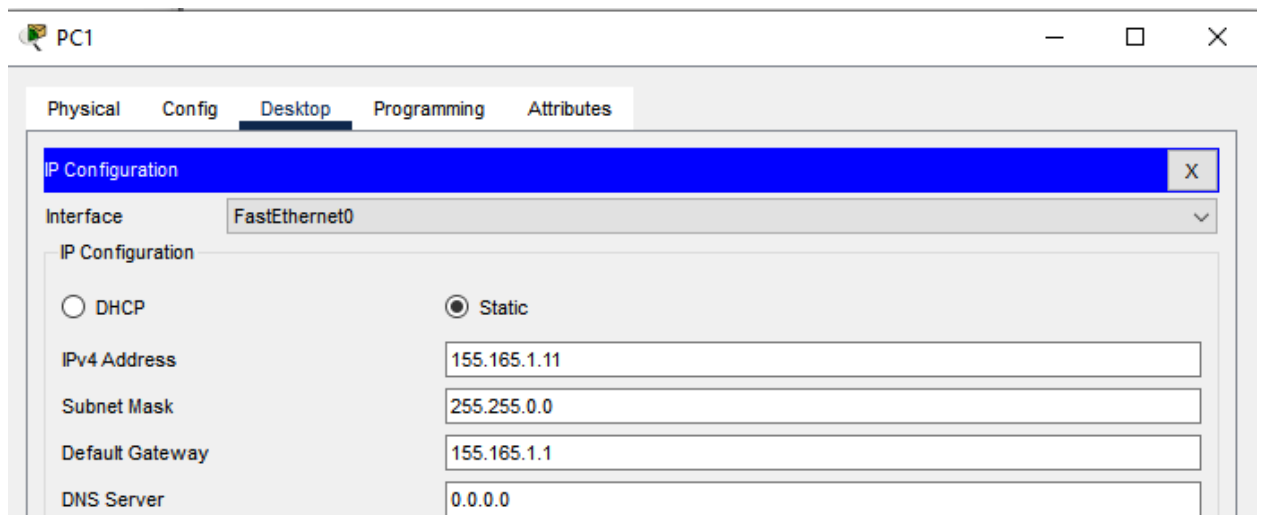 PC1
Physical Config Desktop Programming Attributes
IP Configuration X
Interface FastEthernet0
IP Configuration
DHCP Static
IPv4 Address 155.165.1.11
Subnet Mask 255.255.0.0
Default Gateway 155.165.1.1
DNS Server 0.0.0.0